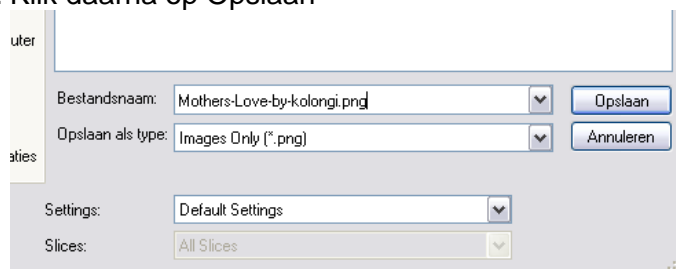 Klik daarna op Opslaan
uter
Bestandsnaam: Mothers-Love-by-kolongi.png Opslaan
Opslaan als type: Images Only (*.png) Annuleren
aties
Settings: Default Settings
Slices: All Slices